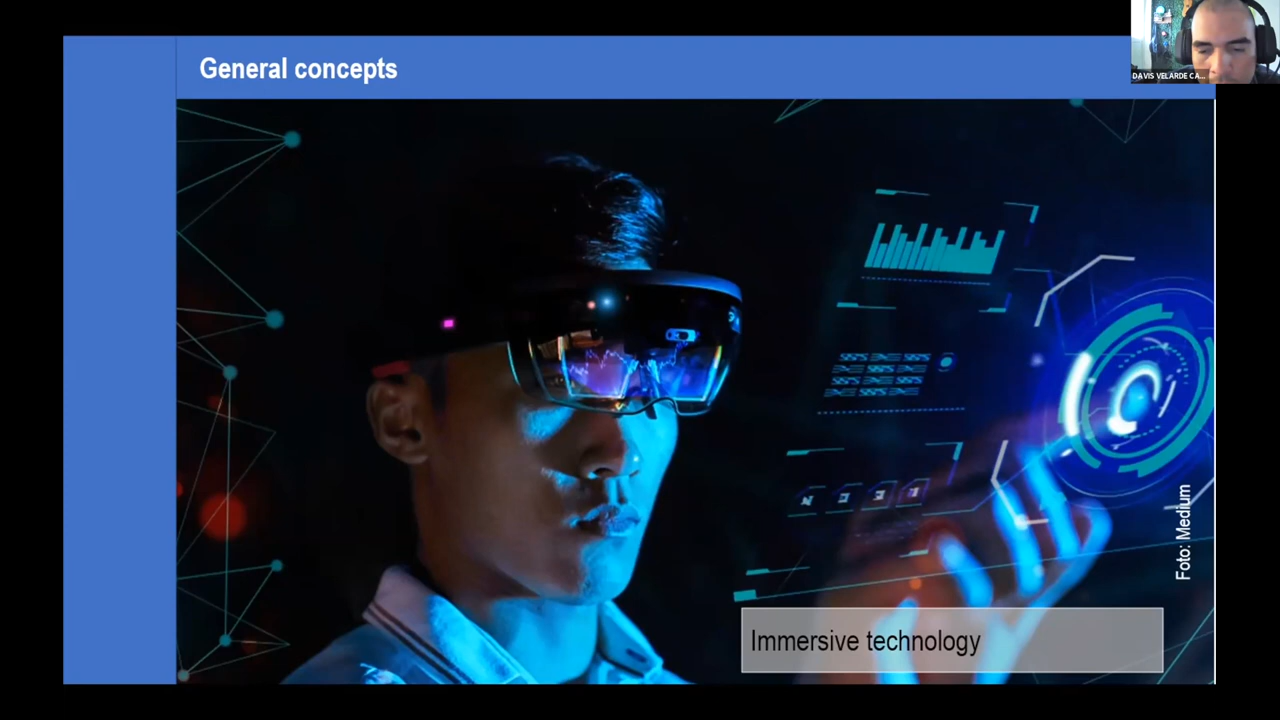 General concepts
DAVIS VELARDE CA...
Foto: Medium
Immersive technology